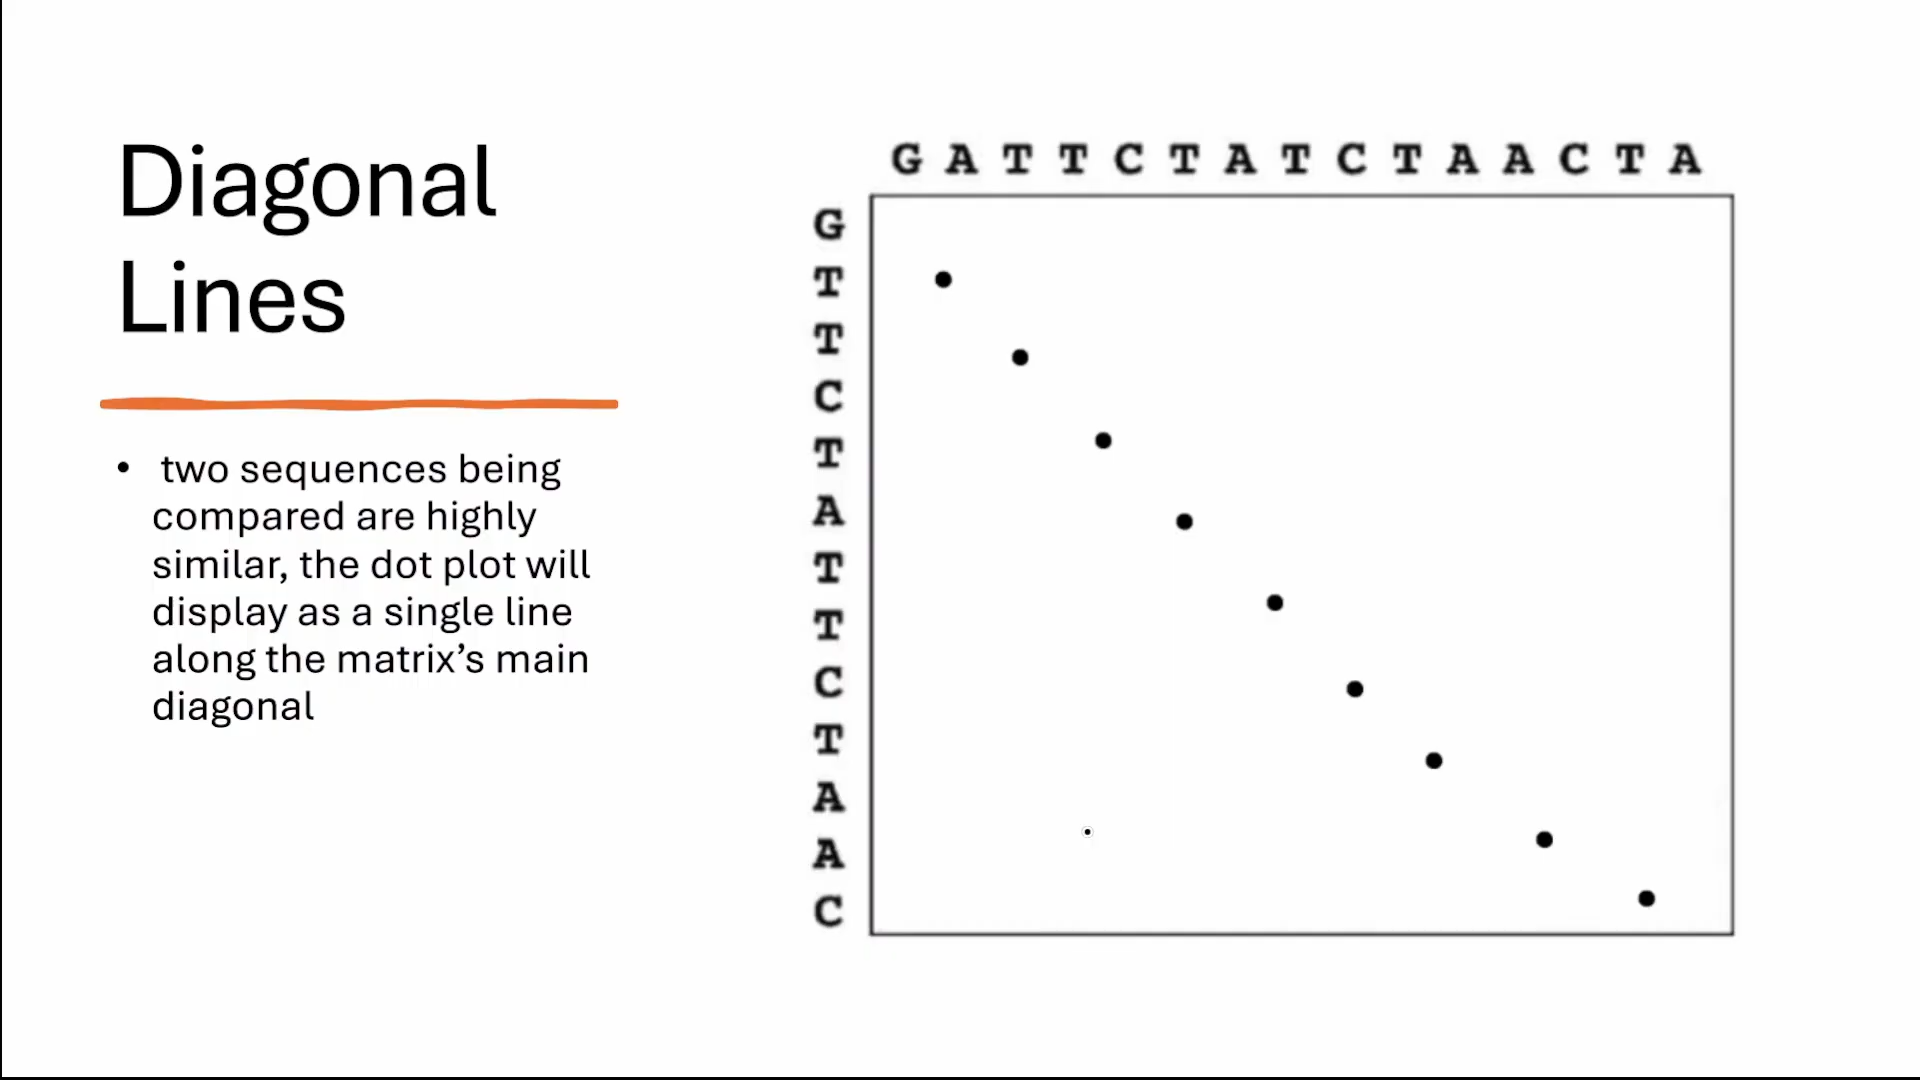 Diagonal
Lines
• two sequences being
compared are highly
similar, the dot plot will
display as a single line
along the matrix’s main
diagonal
G A T T C T A T C T A A C T A
G
T
T
C
T
A
T
T
C
T
A
A
C